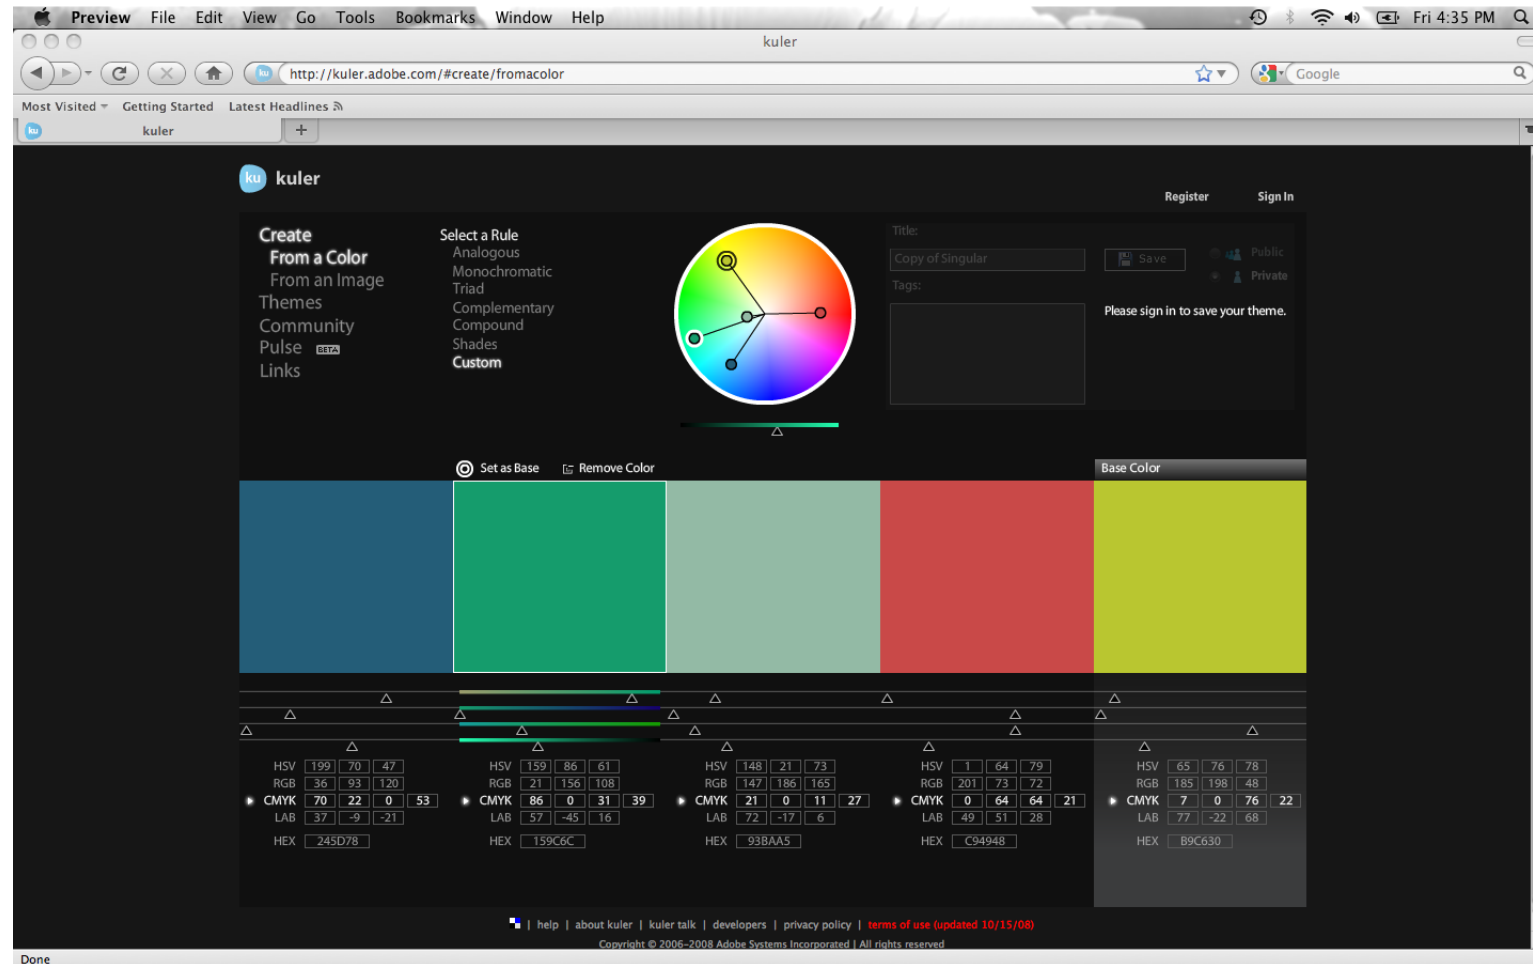 Preview File Edit View Go Tools Bookmarks Window Help Fri 4:35 PM
kuler
ku http://kuler.adobe.com/#create/fromacolor Google
Most Visited Getting Started Latest Headlines
ku kuler +
ku kuler
Register Sign In
Create
From a Color
From an Image
Themes
Community
Pulse BETA
Links
Select a Rule
Analogous
Monochromatic
Triad
Complementary
Compound
Shades
Custom
Title:
Copy of Singular
Tags:
Save
Public
Private
Please sign in to save your theme.
Set as Base Remove Color Base Color
HSV 199 70 47 HSV 159 86 61 HSV 148 21 73 HSV 1 64 79 HSV 65 76 78
RGB 36 93 120 RGB 21 156 108 RGB 147 186 165 RGB 201 73 72 RGB 185 198 48
CMYK 70 22 0 53 CMYK 86 0 31 39 CMYK 21 0 11 27 CMYK 0 64 64 21 CMYK 7 0 76 22
LAB 37 -9 -21 LAB 57 -45 16 LAB 72 -17 6 LAB 49 51 28 LAB 77 -22 68
HEX 245D78 HEX 159C6C HEX 93BAA5 HEX C94948 HEX B9C630
| help | about kuler | kuler talk | developers | privacy policy | terms of use (updated 10/15/08)
Copyright © 2006-2008 Adobe Systems Incorporated | All rights reserved
Done